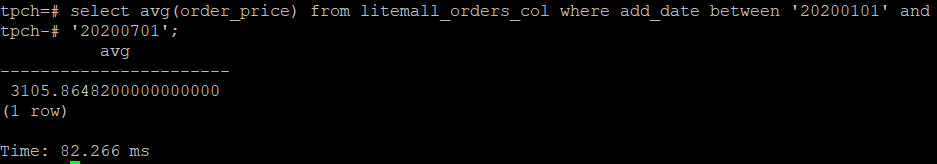 tpch=# select avg(order_price) from litemall_orders_col where add_date between '20200101' and
tpch-# '20200701';
          avg
-----------------------
 3105.8648200000000000
(1 row)
Time: 82.266 ms